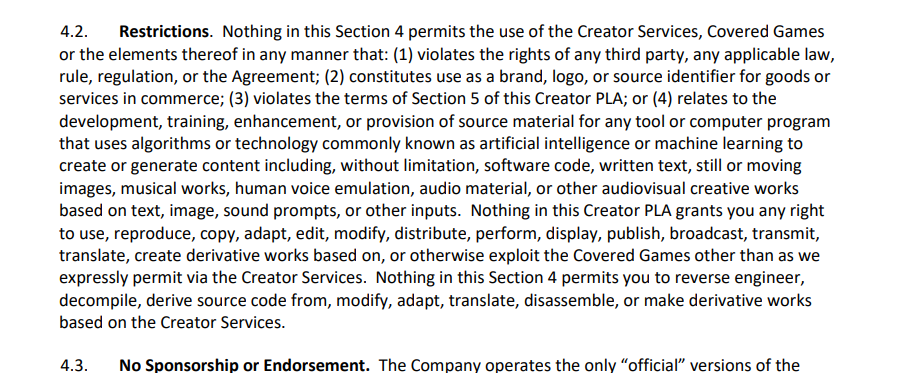 4.2. Restrictions. Nothing in this Section 4 permits the use of the Creator Services, Covered Games
or the elements thereof in any manner that: (1) violates the rights of any third party, any applicable law,
rule, regulation, or the Agreement; (2) constitutes use as a brand, logo, or source identifier for goods or
services in commerce; (3) violates the terms of Section 5 of this Creator PLA; or (4) relates to the
development, training, enhancement, or provision of source material for any tool or computer program
that uses algorithms or technology commonly known as artificial intelligence or machine learning to
create or generate content including, without limitation, software code, written text, still or moving
images, musical works, human voice emulation, audio material, or other audiovisual creative works
based on text, image, sound prompts, or other inputs. Nothing in this Creator PLA grants you any right
to use, reproduce, copy, adapt, edit, modify, distribute, perform, display, publish, broadcast, transmit,
translate, create derivative works based on, or otherwise exploit the Covered Games other than as we
expressly permit via the Creator Services. Nothing in this Section 4 permits you to reverse engineer,
decompile, derive source code from, modify, adapt, translate, disassemble, or make derivative works
based on the Creator Services.
4.3. No Sponsorship or Endorsement. The Company operates the only “official” versions of the